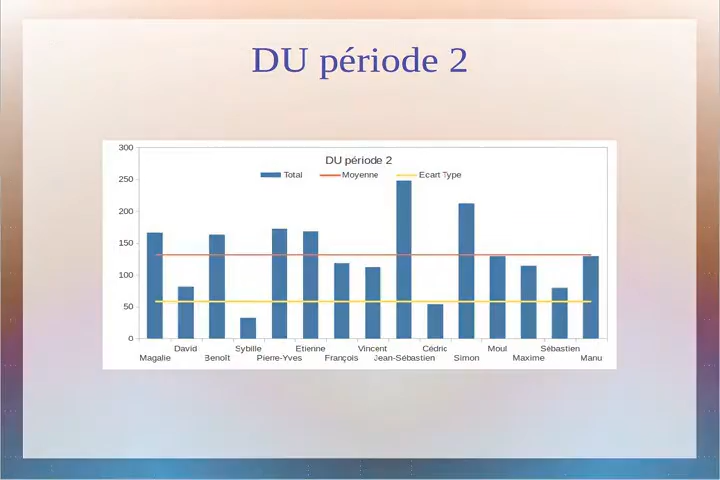 DU période 2
300
DU période 2
Total Moyenne Ecart Type
250
200
150
100
50
0
David Sybille Etienne Vincent Cédric Moul Sébastien
Magalie Benoît Pierre-Yves François Jean-Sébastien Simon Maxime Manu